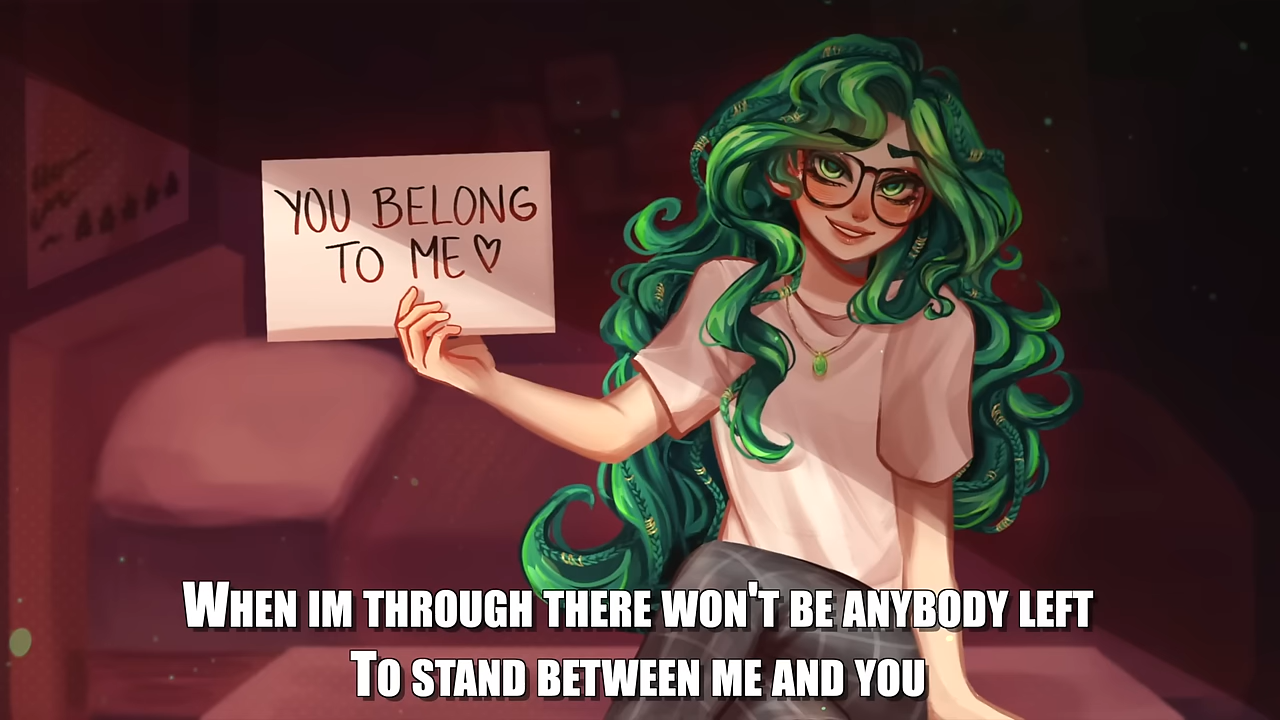 YOU BELONG
TO ME♡
WHEN IM THROUGH THERE WON'T BE ANYBODY LEFT
TO STAND BETWEEN ME AND YOU